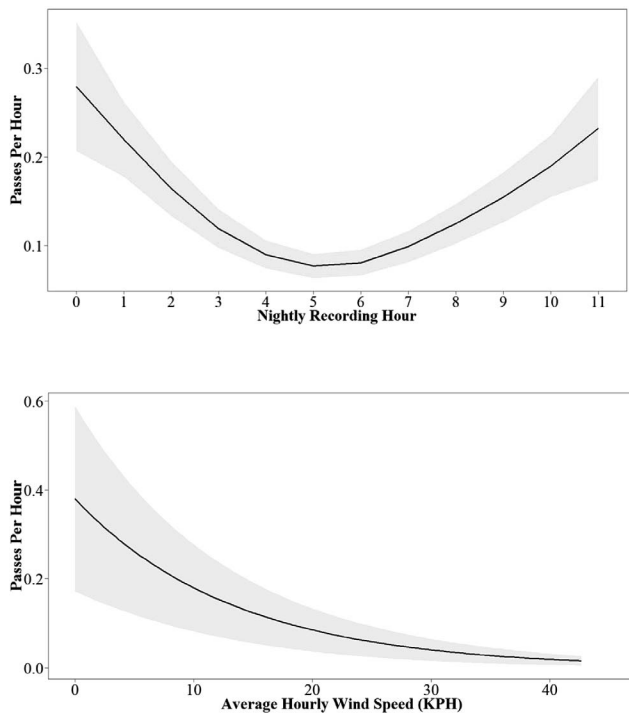 0.3
0.2
0.1
Passes Per Hour
0 1 2 3 4 5 6 7 8 9 10 11
Nightly Recording Hour
0.6
0.4
0.2
0.0
Passes Per Hour
0 10 20 30 40
Average Hourly Wind Speed (KPH)